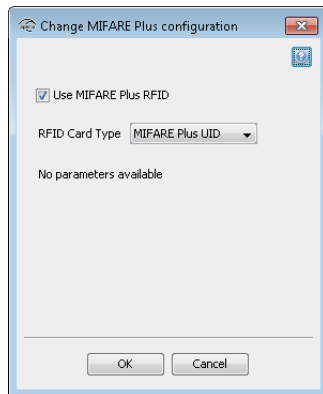 Change MIFARE Plus configuration
Use MIFARE Plus RFID
RFID Card Type MIFARE Plus UID
No parameters available
OK Cancel